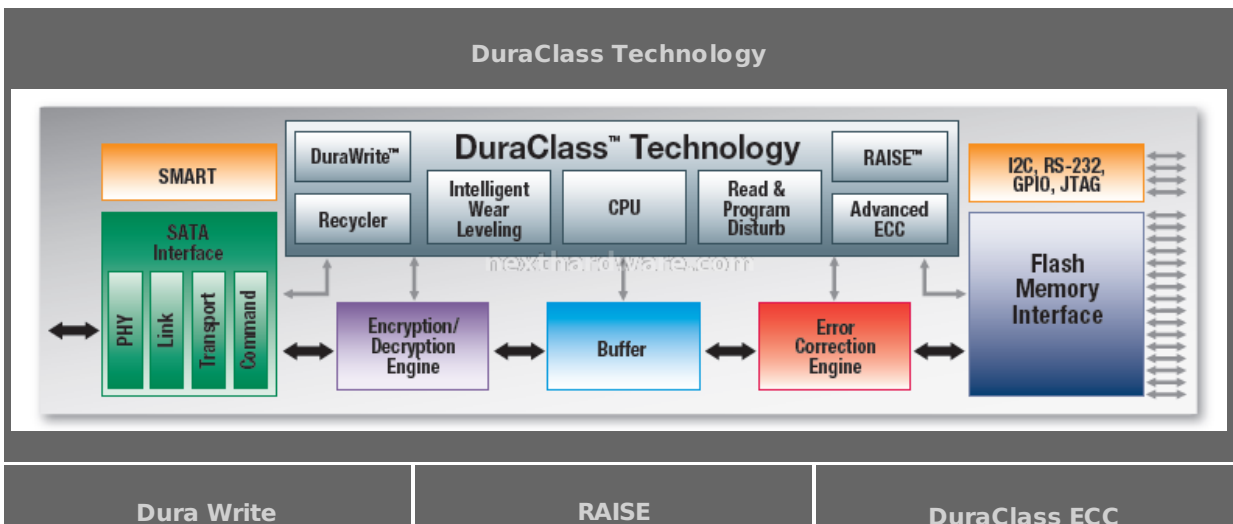 DuraClass Technology
DuraClass™ Technology
DuraWrite™
RAISE™
Recycler
Intelligent
Wear
Leveling
CPU
Read &
Program
Disturb
Advanced
ECC
SMART
I2C, RS-232,
GPIO, JTAG
SATA
Interface
PHY
Link
Transport
Command
nexthardware.com
Encryption/
Decryption
Engine
Buffer
Error
Correction
Engine
Flash
Memory
Interface
Dura Write
RAISE
DuraClass ECC